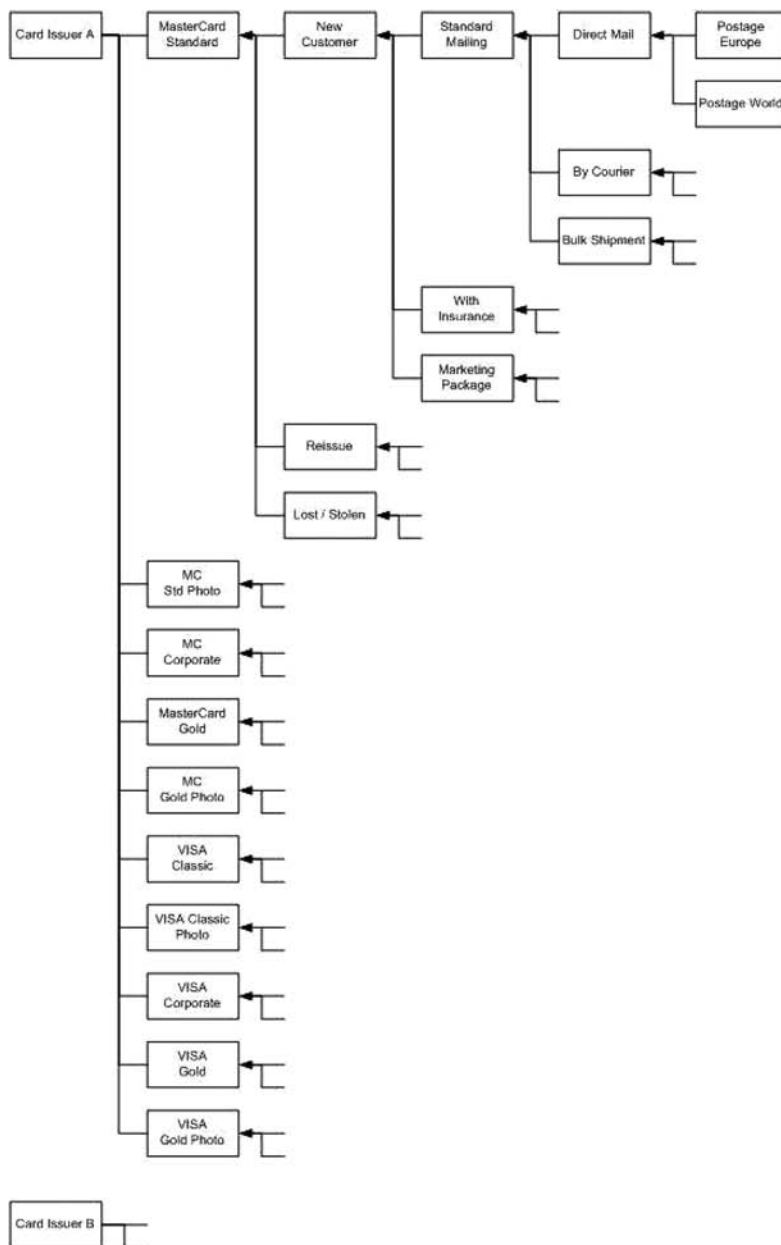 Card Issuer A
MasterCard
Standard
New
Customer
Standard
Mailing
Direct Mail
Postage
Europe
Postage World
By Courier
Bulk Shipment
With
Insurance
Marketing
Package
Reissue
Lost / Stolen
MC
Std Photo
MC
Corporate
MasterCard
Gold
MC
Gold Photo
VISA
Classic
VISA Classic
Photo
VISA
Corporate
VISA
Gold
VISA
Gold Photo
Card Issuer B